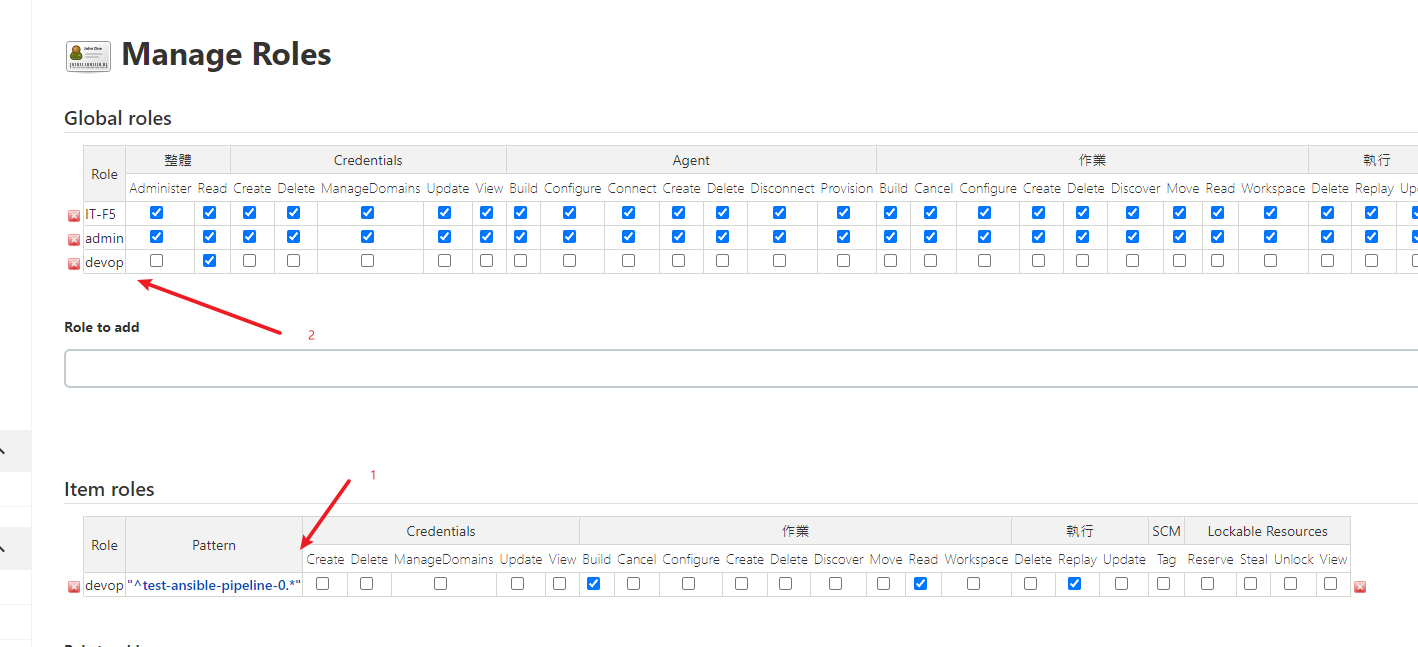 John Doe
Manage Roles
Global roles
Role 整體 Credentials Agent 作業 執行
Administer Read Create Delete ManageDomains Update View Build Configure Connect Create Delete Disconnect Provision Build Cancel Configure Create Delete Discover Move Read Workspace Delete Replay
IT-F5
admin
devop
2
Role to add
1
Item roles
Role Pattern Credentials 作業 執行 SCM Lockable Resources
Create Delete ManageDomains Update View Build Cancel Configure Create Delete Discover Move Read Workspace Delete Replay Update Tag Reserve Steal Unlock View
devop "^test-ansible-pipeline-0.*"